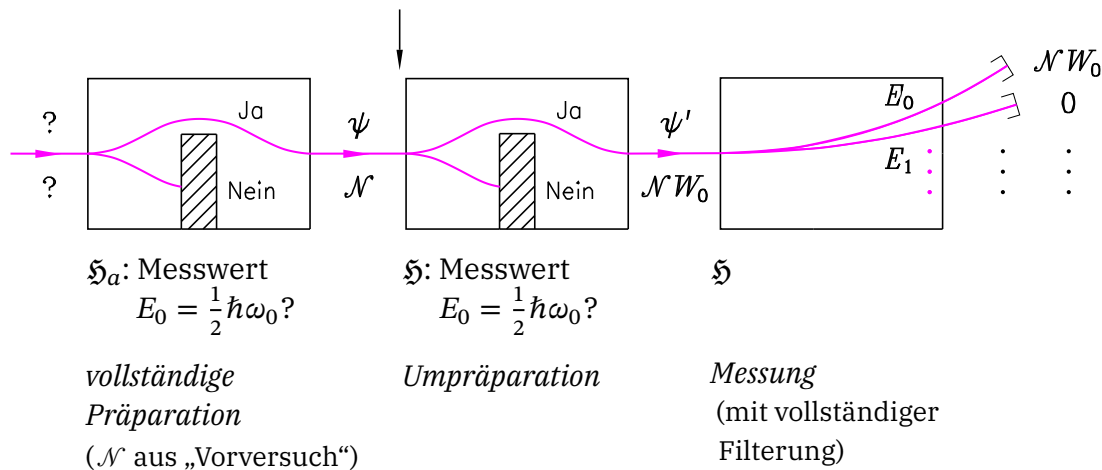 ?
?
Ja
Nein
ψ
𝒩
Ja
Nein
ψ'
𝒩W₀
E₀
E₁
𝒩W₀
0
ℌₐ: Messwert
E₀ = ½ħω₀?
ℌ: Messwert
E₀ = ½ħω₀?
ℌ
vollständige
Präparation
(𝒩 aus „Vorversuch“)
Umpräparation
Messung
(mit vollständiger
Filterung)